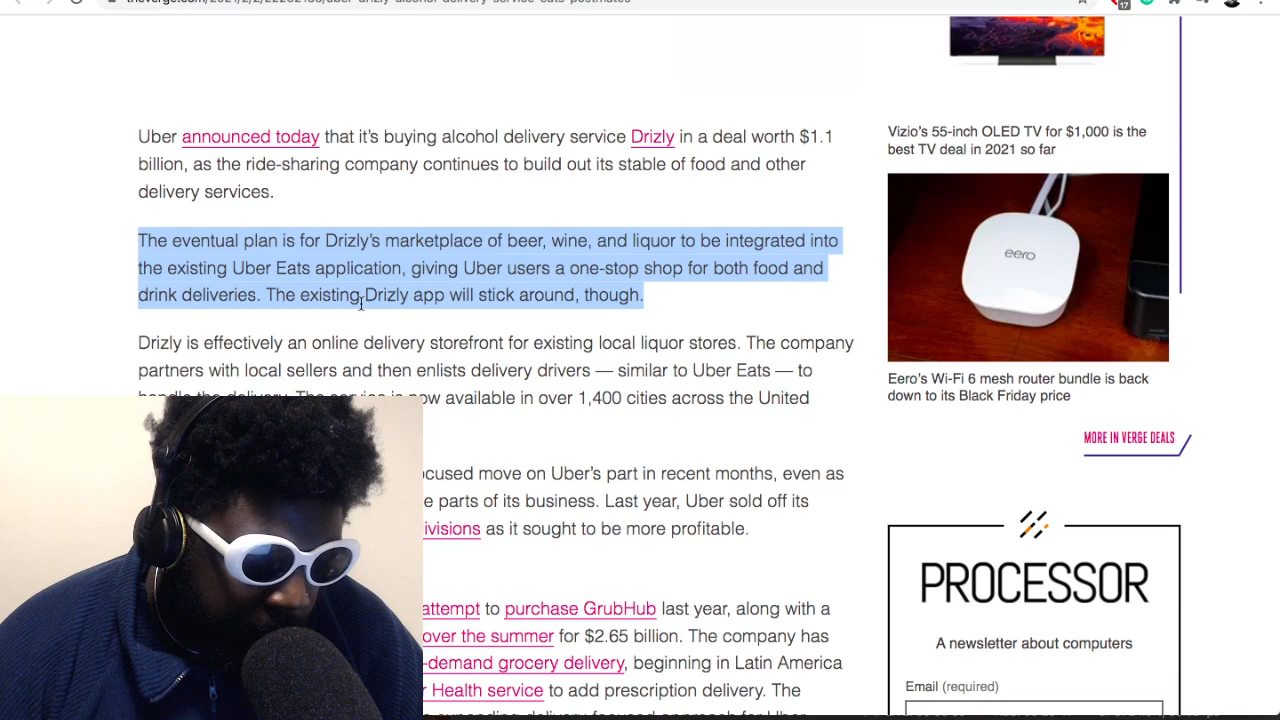 Uber announced today that it's buying alcohol delivery service Drizly in a deal worth $1.1
billion, as the ride-sharing company continues to build out its stable of food and other
delivery services.
The eventual plan is for Drizly's marketplace of beer, wine, and liquor to be integrated into
the existing Uber Eats application, giving Uber users a one-stop shop for both food and
drink deliveries. The existing Drizly app will stick around, though.
Drizly is effectively an online delivery storefront for existing local liquor stores. The company
partners with local sellers and then enlists delivery drivers — similar to Uber Eats — to
handle the delivery. The service is now available in over 1,400 cities across the United
ocused move on Uber's part in recent months, even as
e parts of its business. Last year, Uber sold off its
ivisions as it sought to be more profitable.
attempt to purchase GrubHub last year, along with a
over the summer for $2.65 billion. The company has
-demand grocery delivery, beginning in Latin America
r Health service to add prescription delivery. The
17
Vizio's 55-inch OLED TV for $1,000 is the
best TV deal in 2021 so far
eero
Eero's Wi-Fi 6 mesh router bundle is back
down to its Black Friday price
MORE IN VERGE DEALS
PROCESSOR
A newsletter about computers
Email (required)